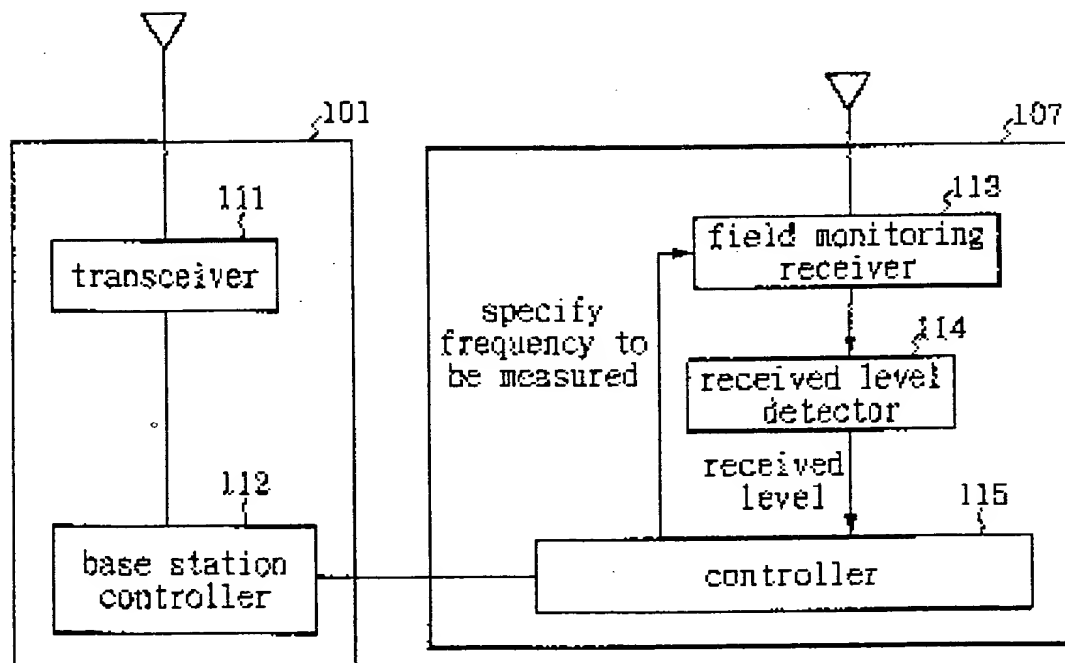 101
111
transceiver
112
base station
controller
107
113
field monitoring
receiver
specify
frequency to
be measured
114
received level
detector
received
level
115
controller